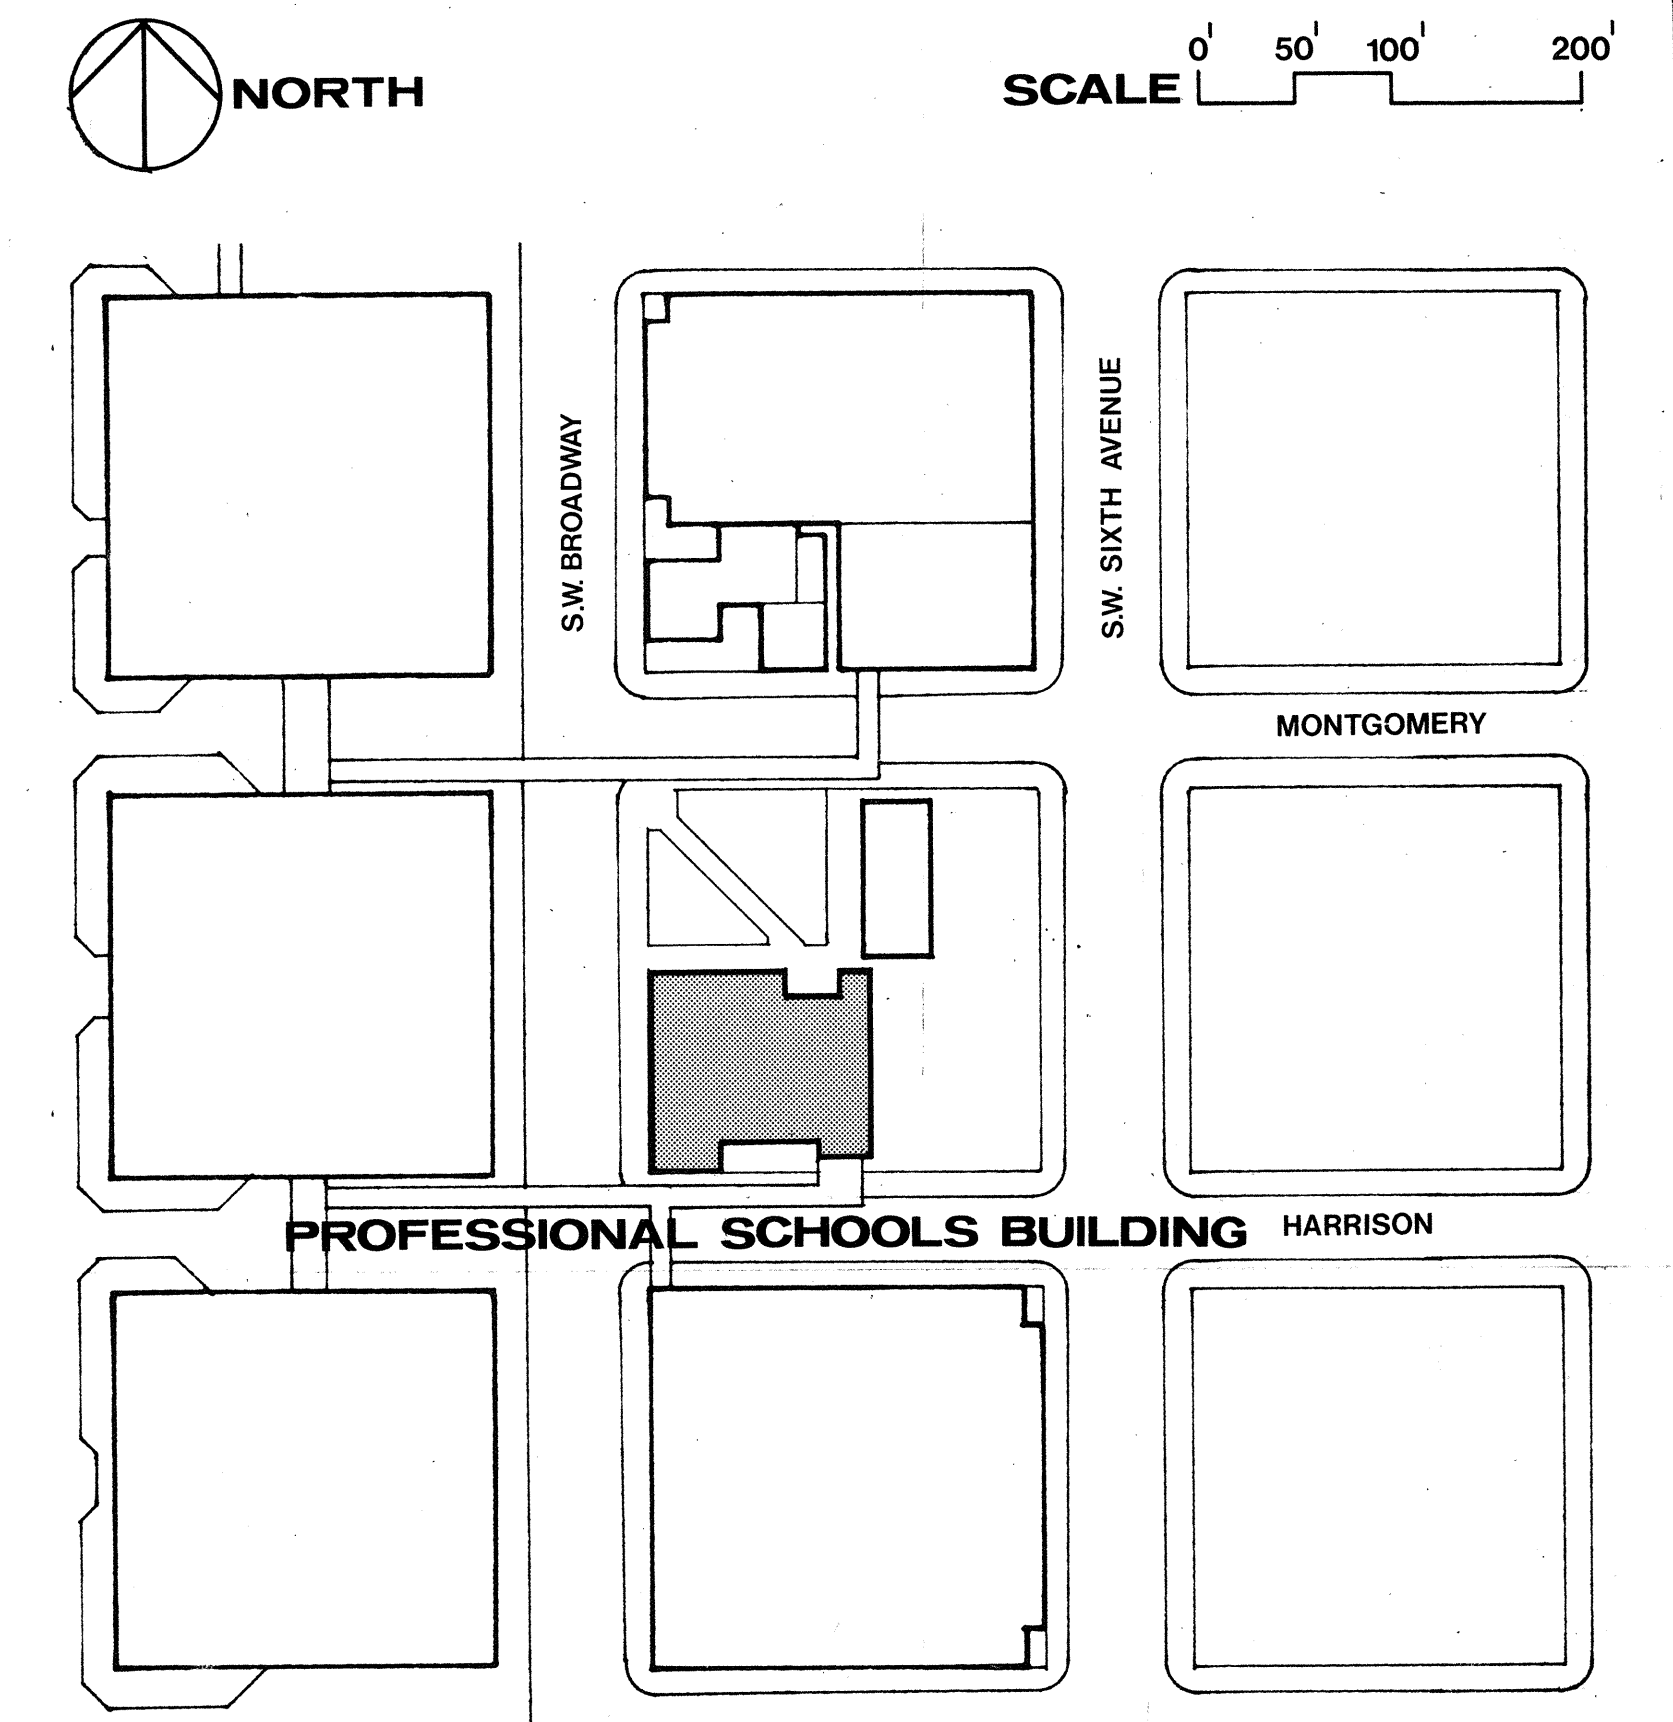 NORTH
SCALE
0' 50' 100' 200'
S.W. BROADWAY
S.W. SIXTH AVENUE
MONTGOMERY
PROFESSIONAL SCHOOLS BUILDING
HARRISON